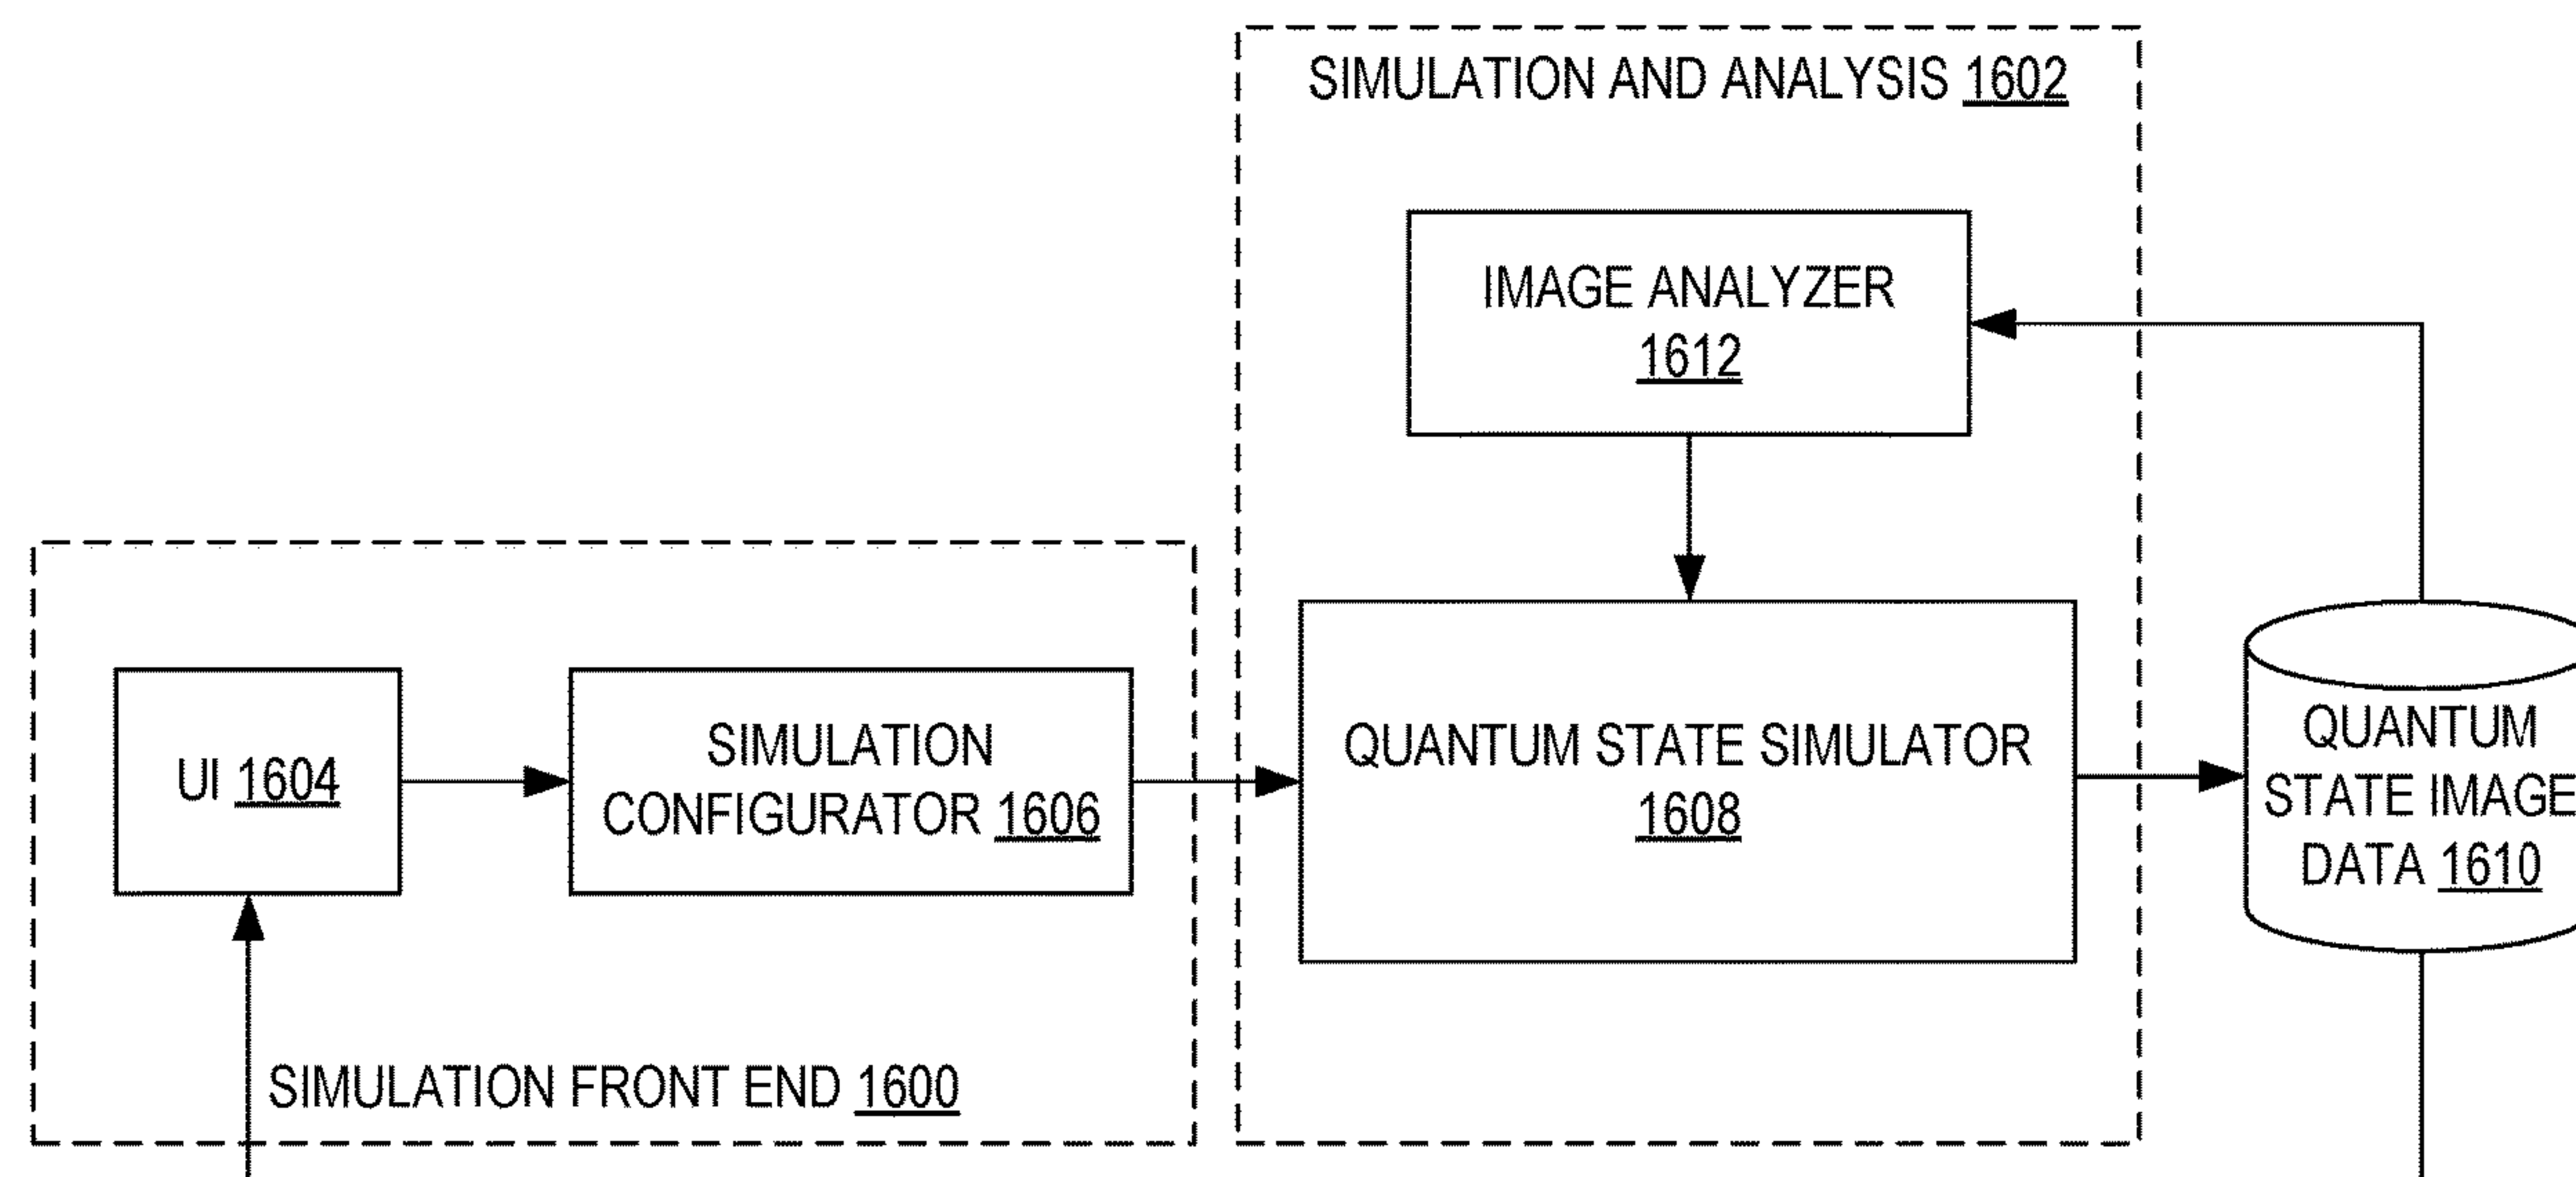 SIMULATION AND ANALYSIS 1602
IMAGE ANALYZER
1612
UI 1604
SIMULATION
CONFIGURATOR 1606
QUANTUM STATE SIMULATOR
1608
QUANTUM
STATE IMAGE
DATA 1610
SIMULATION FRONT END 1600